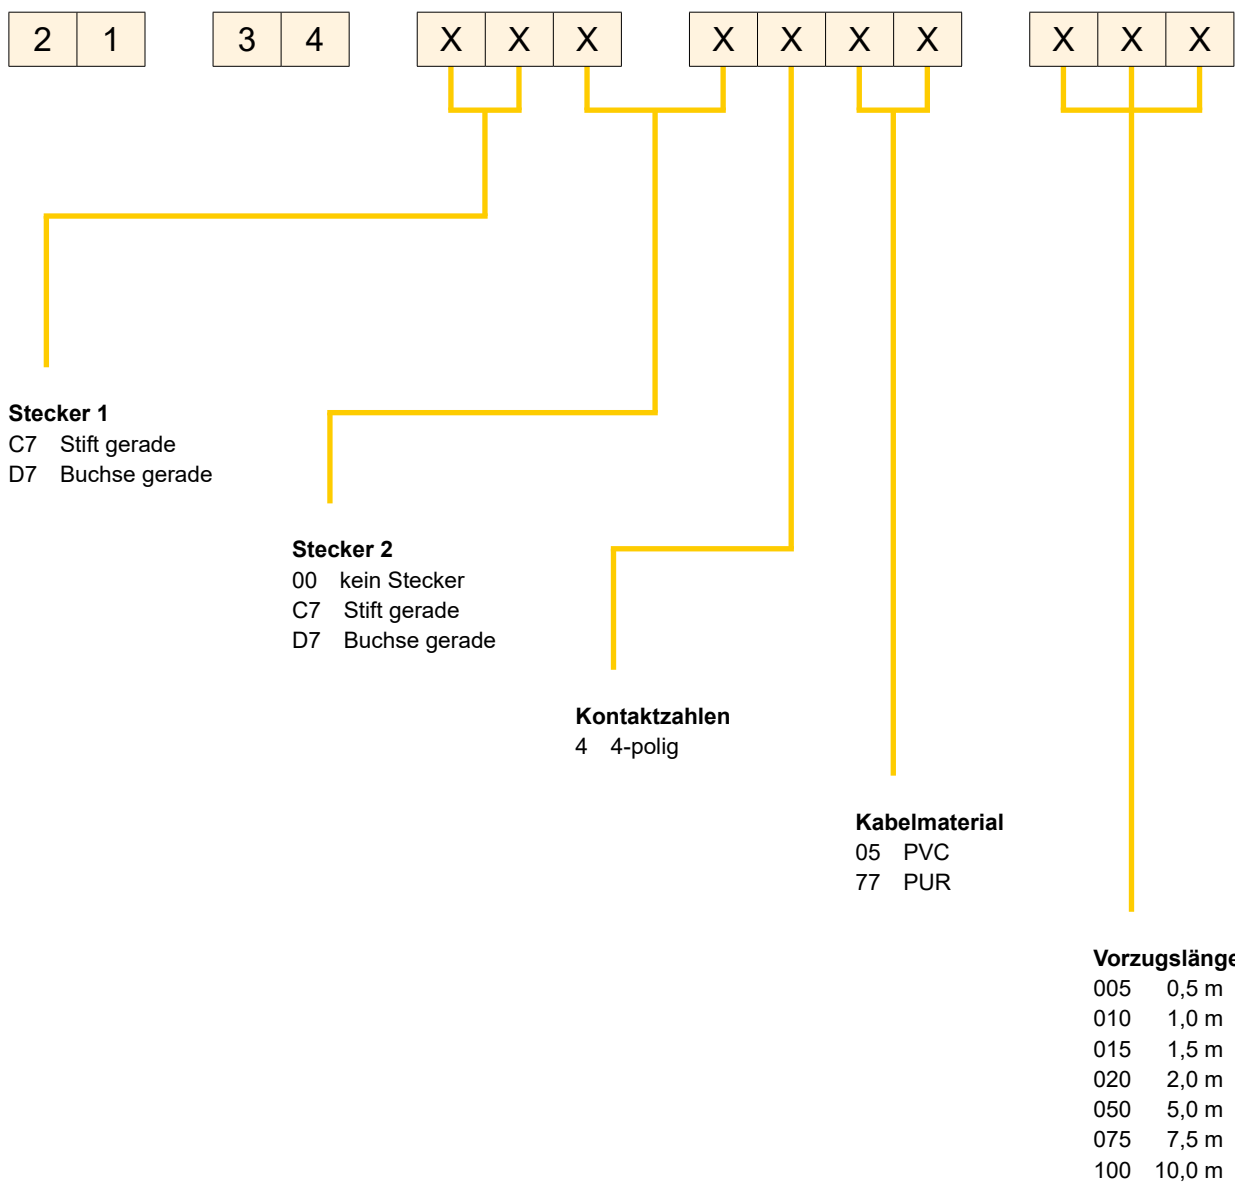 2 1 3 4 X X X X X X X X X X
Stecker 1
C7 Stift gerade
D7 Buchse gerade
Stecker 2
00 kein Stecker
C7 Stift gerade
D7 Buchse gerade
Kontaktzahlen
4 4-polig
Kabelmaterial
05 PVC
77 PUR
Vorzugslänge
005 0,5 m
010 1,0 m
015 1,5 m
020 2,0 m
050 5,0 m
075 7,5 m
100 10,0 m